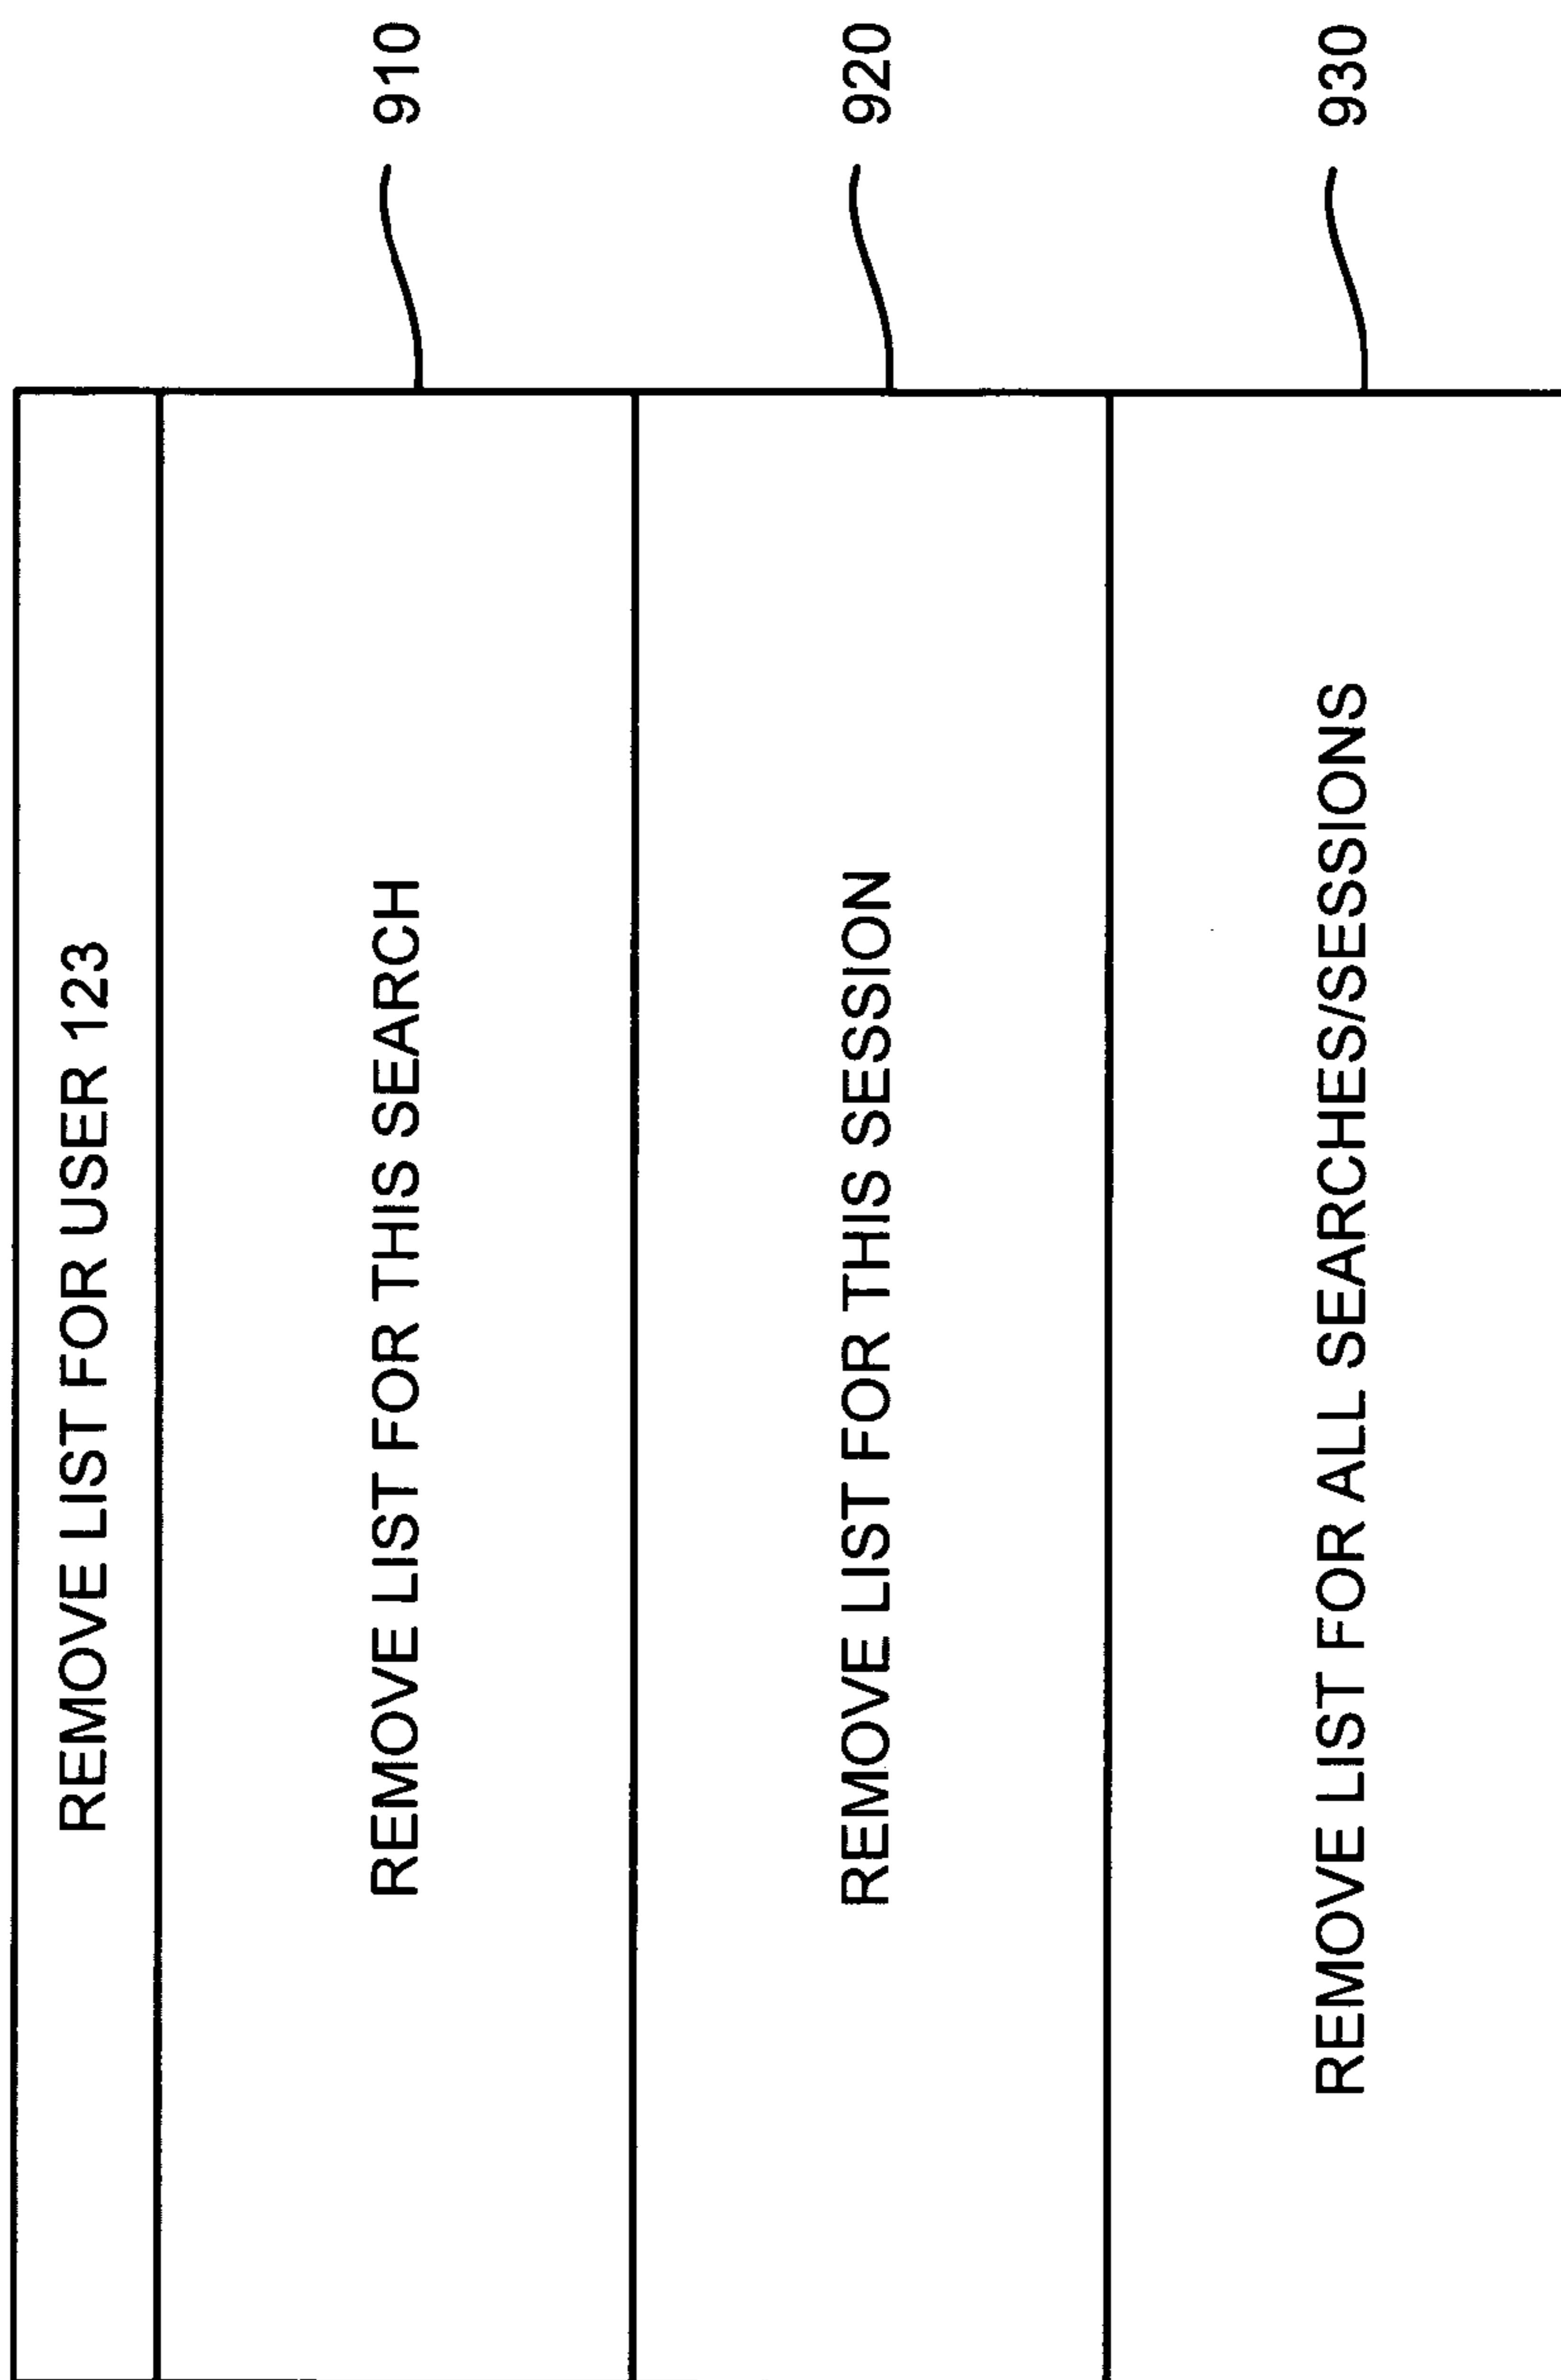 REMOVE LIST FOR USER 123
REMOVE LIST FOR THIS SEARCH
910
REMOVE LIST FOR THIS SESSION
920
REMOVE LIST FOR ALL SEARCHES/SESSIONS
930